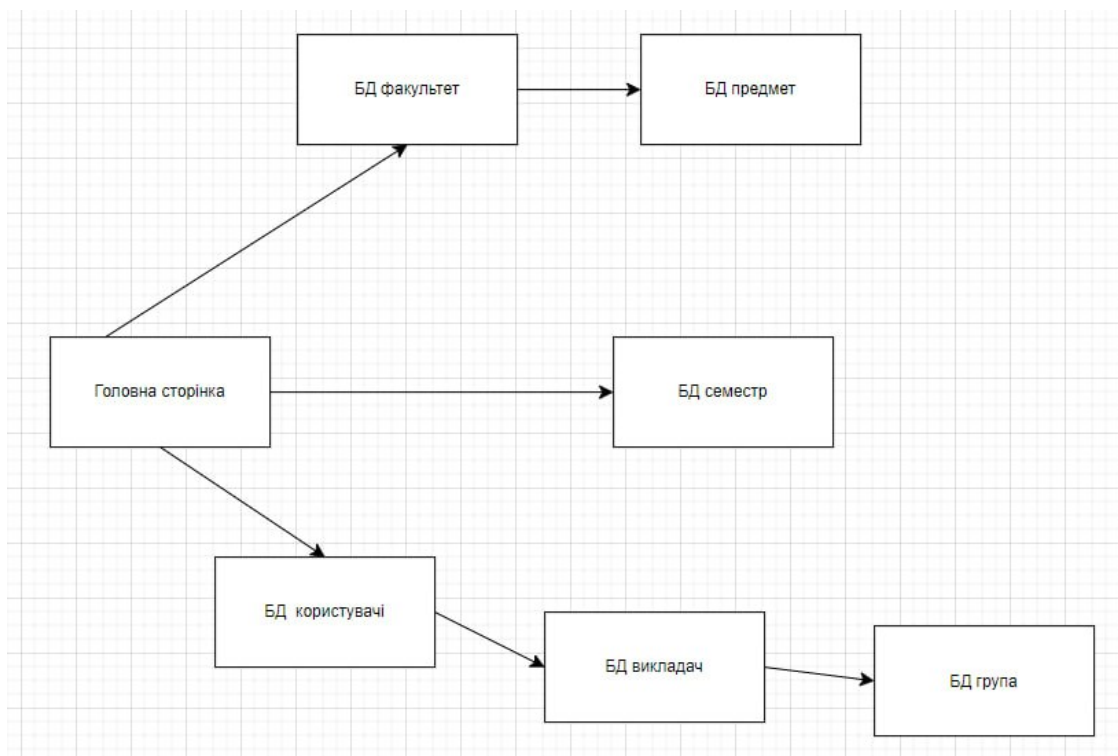 БД факультет
БД предмет
Головна сторінка
БД семестр
БД користувачі
БД викладач
БД група